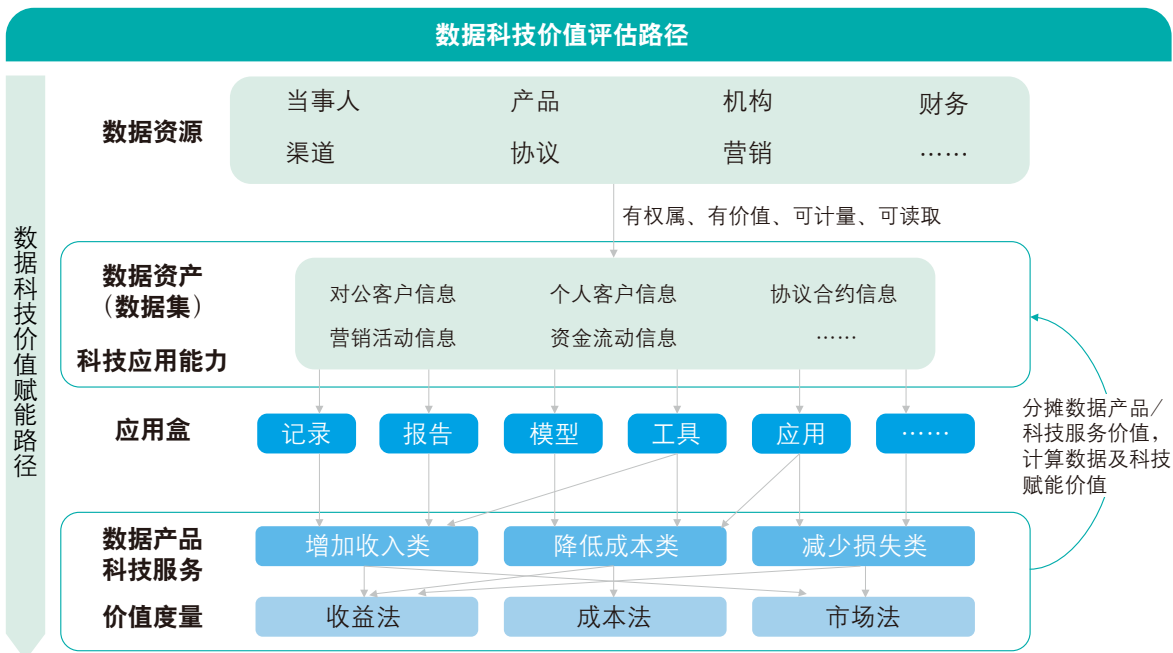 数据科技价值评估路径
数据科技价值赋能路径
数据资源
当事人 产品 机构 财务
渠道 协议 营销 ……
有权属、有价值、可计量、可读取
数据资产
（数据集）
科技应用能力
对公客户信息 个人客户信息 协议合约信息
营销活动信息 资金流动信息 ……
应用盒
记录 报告 模型 工具 应用 ……
分摊数据产品/
科技服务价值，
计算数据及科技
赋能价值
数据产品
科技服务
增加收入类 降低成本类 减少损失类
价值度量
收益法 成本法 市场法